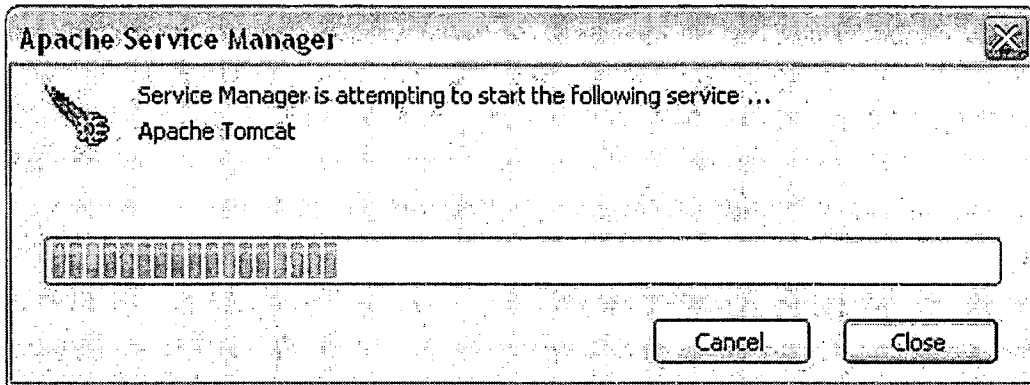 Apache Service Manager
Service Manager is attempting to start the following service ...
Apache Tomcat
Cancel
Close